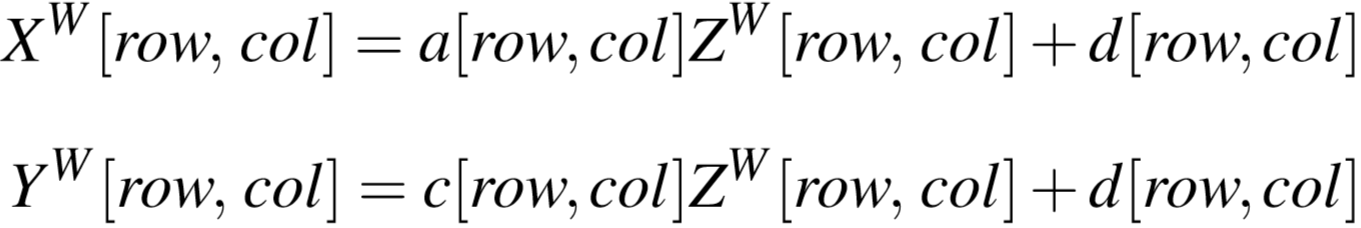 X^W[row, col] = a[row,col]Z^W[row, col] + d[row,col]
Y^W[row, col] = c[row,col]Z^W[row, col] + d[row,col]